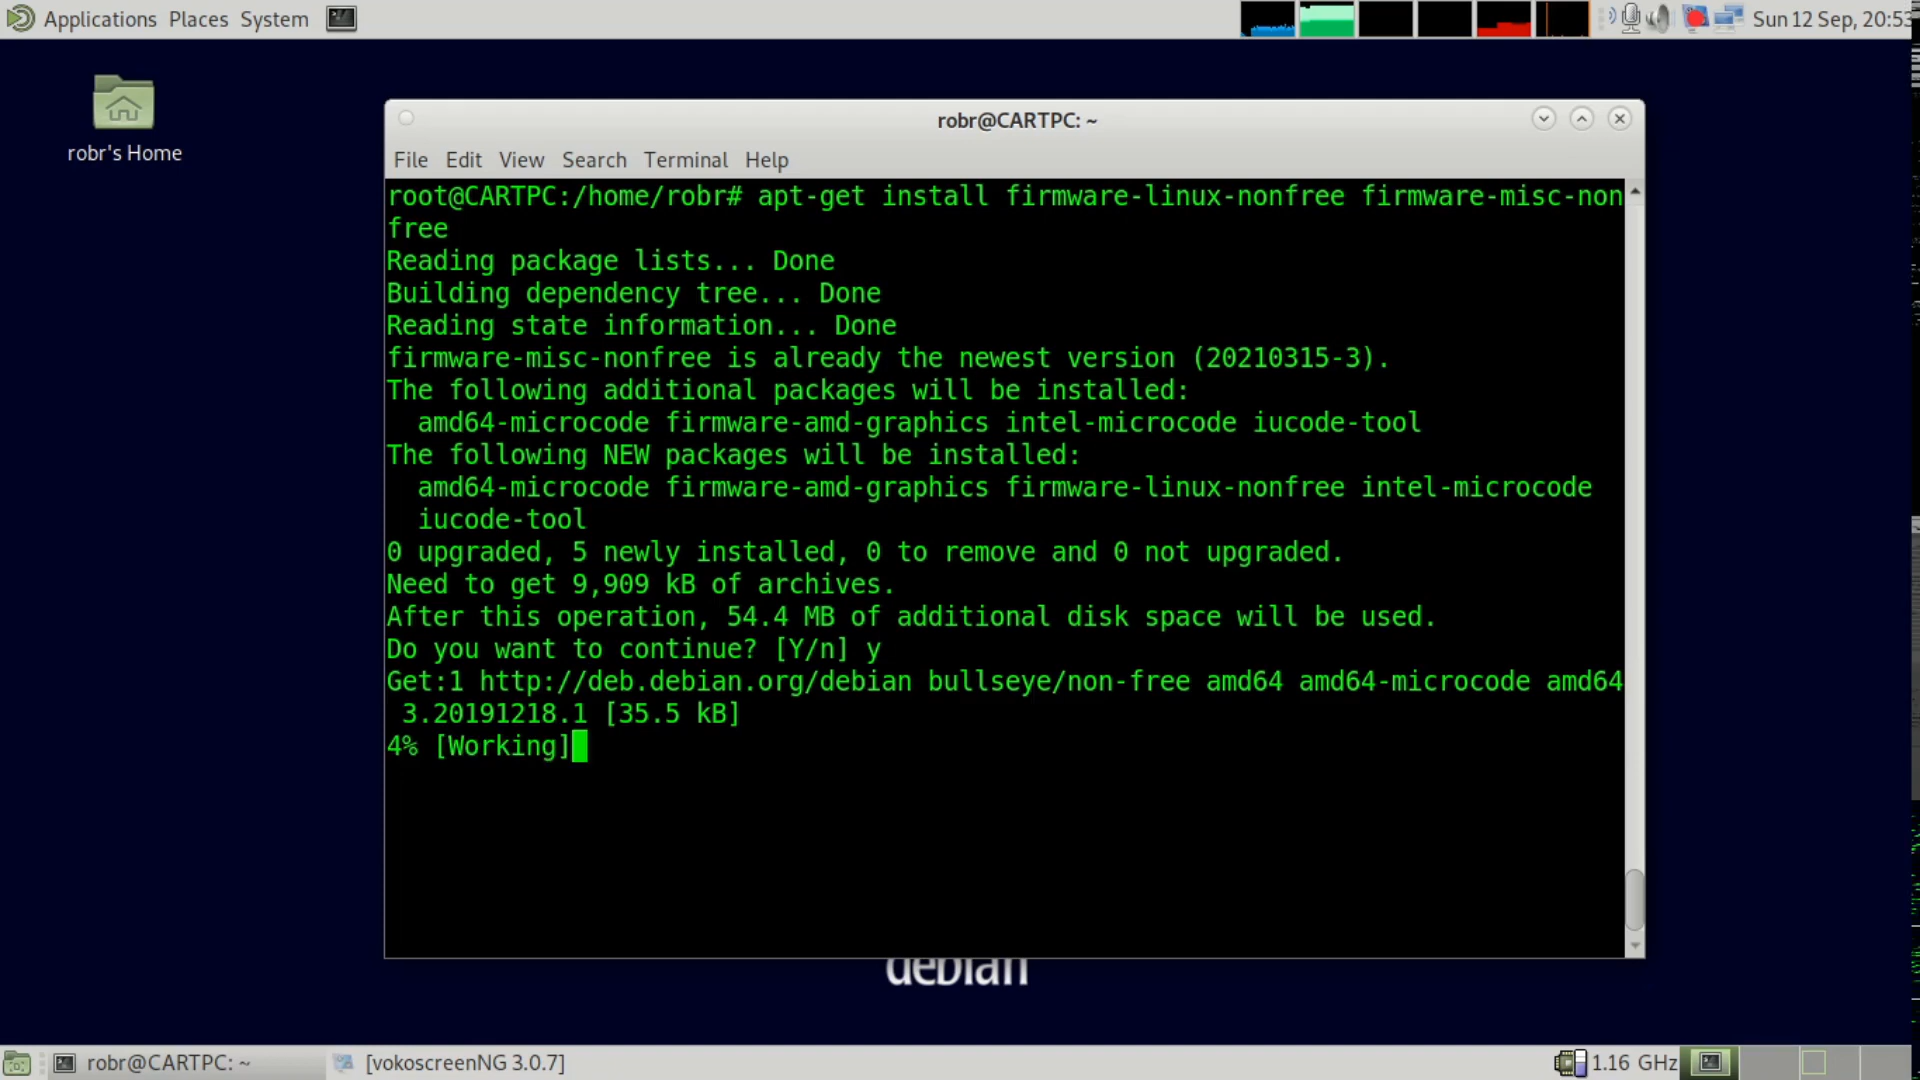 Applications Places System
Sun 12 Sep, 20:53
robr's Home
robr@CARTPC: ~
File Edit View Search Terminal Help
root@CARTPC:/home/robr# apt-get install firmware-linux-nonfree firmware-misc-non
free
Reading package lists... Done
Building dependency tree... Done
Reading state information... Done
firmware-misc-nonfree is already the newest version (20210315-3).
The following additional packages will be installed:
  amd64-microcode firmware-amd-graphics intel-microcode iucode-tool
The following NEW packages will be installed:
  amd64-microcode firmware-amd-graphics firmware-linux-nonfree intel-microcode
  iucode-tool
0 upgraded, 5 newly installed, 0 to remove and 0 not upgraded.
Need to get 9,909 kB of archives.
After this operation, 54.4 MB of additional disk space will be used.
Do you want to continue? [Y/n] y
Get:1 http://deb.debian.org/debian bullseye/non-free amd64 amd64-microcode amd64
 3.20191218.1 [35.5 kB]
4% [Working]
debian
robr@CARTPC: ~ [vokoscreenNG 3.0.7] 1.16 GHz